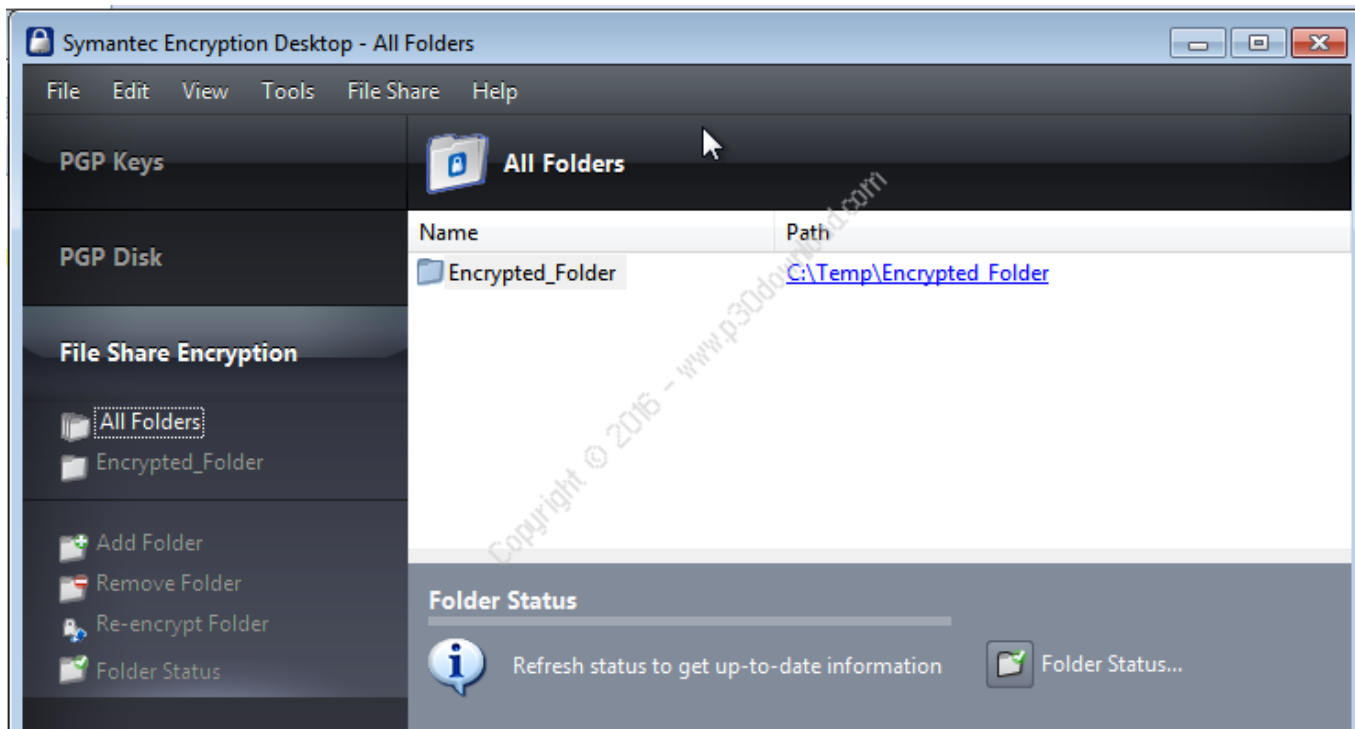 Symantec Encryption Desktop - All Folders
File Edit View Tools File Share Help
PGP Keys
All Folders
Name Path
PGP Disk
Encrypted_Folder C:\Temp\Encrypted_Folder
File Share Encryption
All Folders
Encrypted_Folder
Add Folder
Remove Folder
Re-encrypt Folder
Folder Status
Folder Status
Refresh status to get up-to-date information Folder Status...
Copyright © 2016 - www.p30download.com